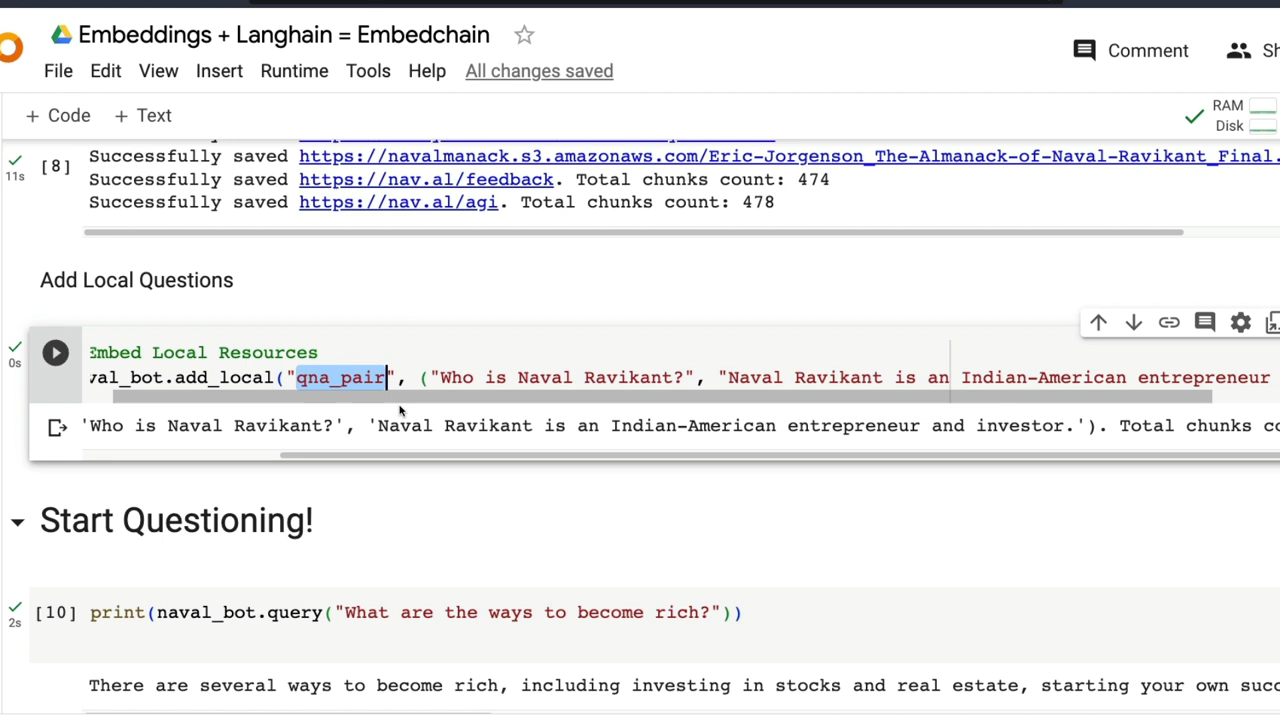 Embeddings + Langhain = Embedchain
Comment
File Edit View Insert Runtime Tools Help All changes saved
+ Code + Text
RAM
Disk
11s
[8]
Successfully saved https://navalmanack.s3.amazonaws.com/Eric-Jorgenson_The-Almanack-of-Naval-Ravikant_Final.
Successfully saved https://nav.al/feedback. Total chunks count: 474
Successfully saved https://nav.al/agi. Total chunks count: 478
Add Local Questions
0s
Embed Local Resources
val_bot.add_local("qna_pair", ("Who is Naval Ravikant?", "Naval Ravikant is an Indian-American entrepreneur
'Who is Naval Ravikant?', 'Naval Ravikant is an Indian-American entrepreneur and investor.'). Total chunks co
Start Questioning!
2s
[10] print(naval_bot.query("What are the ways to become rich?"))
There are several ways to become rich, including investing in stocks and real estate, starting your own